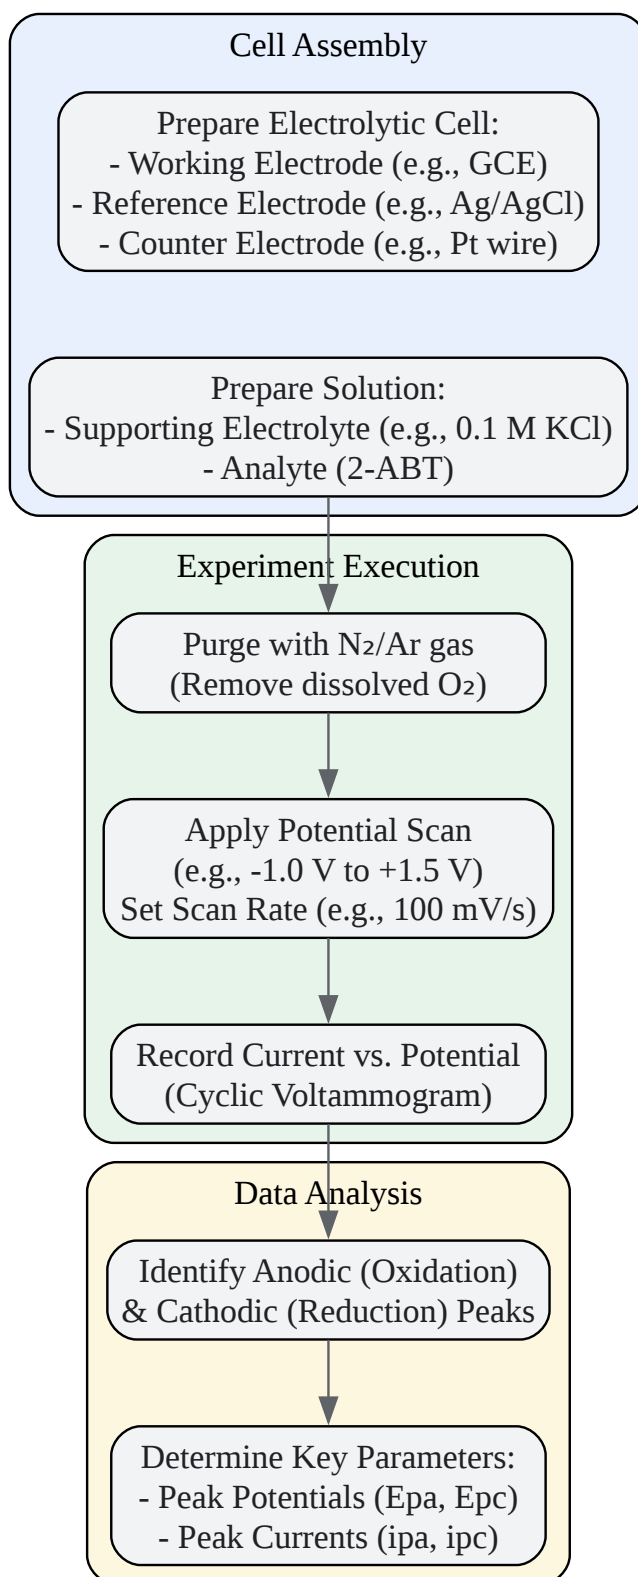 Cell Assembly
Prepare Electrolytic Cell:
- Working Electrode (e.g., GCE)
- Reference Electrode (e.g., Ag/AgCl)
- Counter Electrode (e.g., Pt wire)
Prepare Solution:
- Supporting Electrolyte (e.g., 0.1 M KCl)
- Analyte (2-ABT)
Experiment Execution
Purge with N₂/Ar gas
(Remove dissolved O₂)
Apply Potential Scan
(e.g., -1.0 V to +1.5 V)
Set Scan Rate (e.g., 100 mV/s)
Record Current vs. Potential
(Cyclic Voltammogram)
Data Analysis
Identify Anodic (Oxidation)
& Cathodic (Reduction) Peaks
Determine Key Parameters:
- Peak Potentials (Epa, Epc)
- Peak Currents (ipa, ipc)